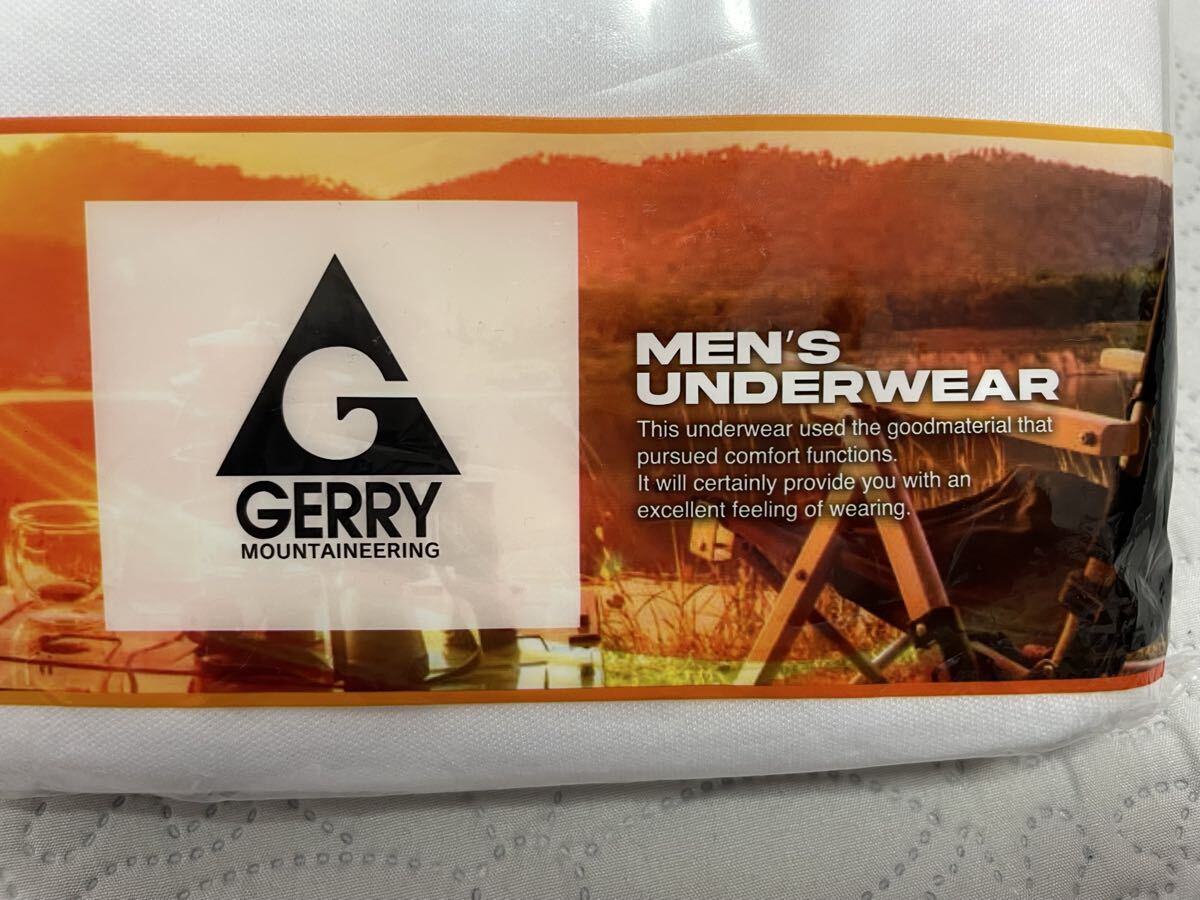 G
GERRY
MOUNTAINEERING
MEN'S
UNDERWEAR
This underwear used the goodmaterial that
pursued comfort functions.
It will certainly provide you with an
excellent feeling of wearing.